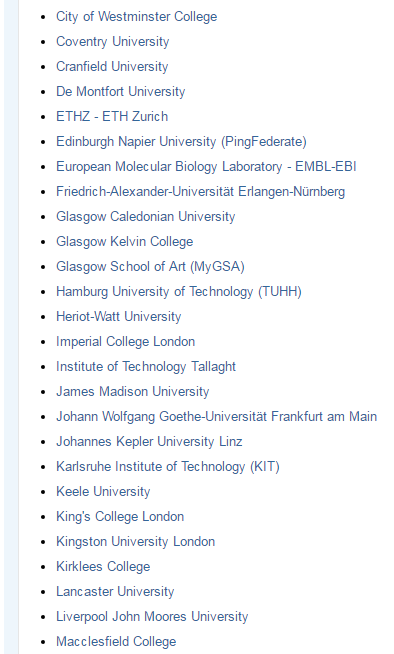 City of Westminster College
Coventry University
Cranfield University
De Montfort University
ETHZ - ETH Zurich
Edinburgh Napier University (PingFederate)
European Molecular Biology Laboratory - EMBL-EBI
Friedrich-Alexander-Universität Erlangen-Nürnberg
Glasgow Caledonian University
Glasgow Kelvin College
Glasgow School of Art (MyGSA)
Hamburg University of Technology (TUHH)
Heriot-Watt University
Imperial College London
Institute of Technology Tallaght
James Madison University
Johann Wolfgang Goethe-Universität Frankfurt am Main
Johannes Kepler University Linz
Karlsruhe Institute of Technology (KIT)
Keele University
King's College London
Kingston University London
Kirklees College
Lancaster University
Liverpool John Moores University
Macclesfield College